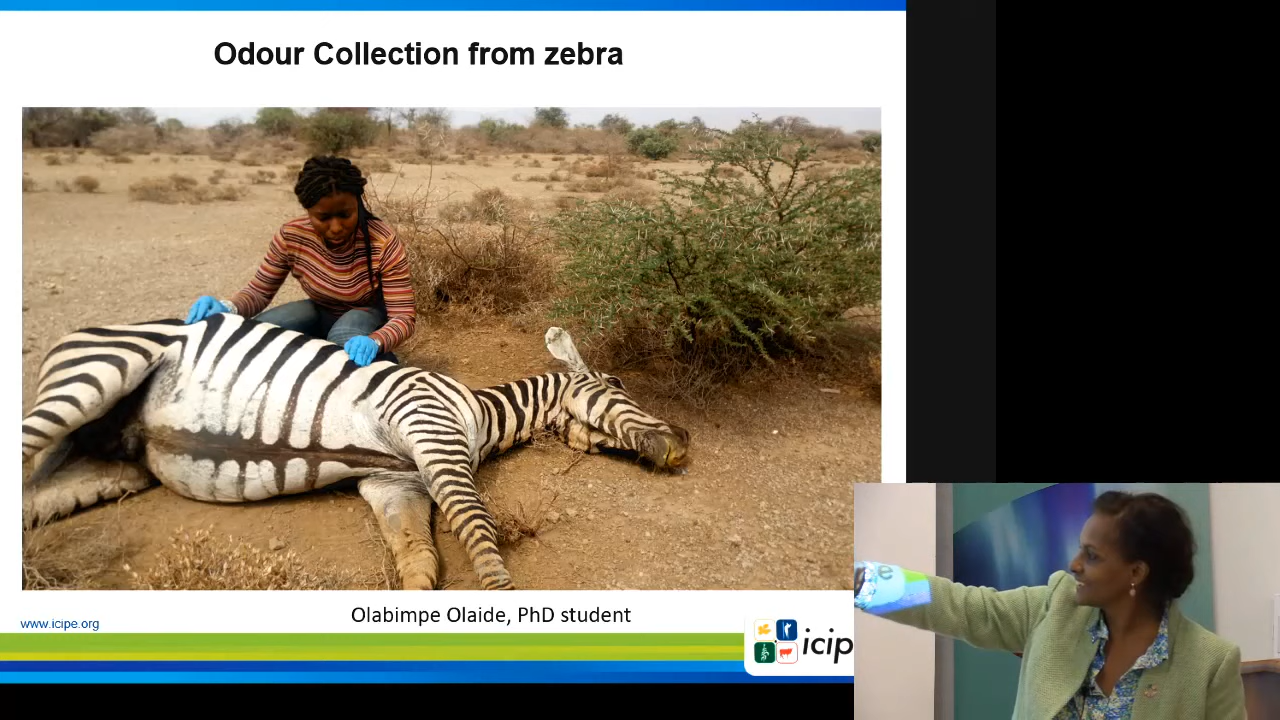 Odour Collection from zebra
Olabimpe Olaide, PhD student
www.icipe.org
icip